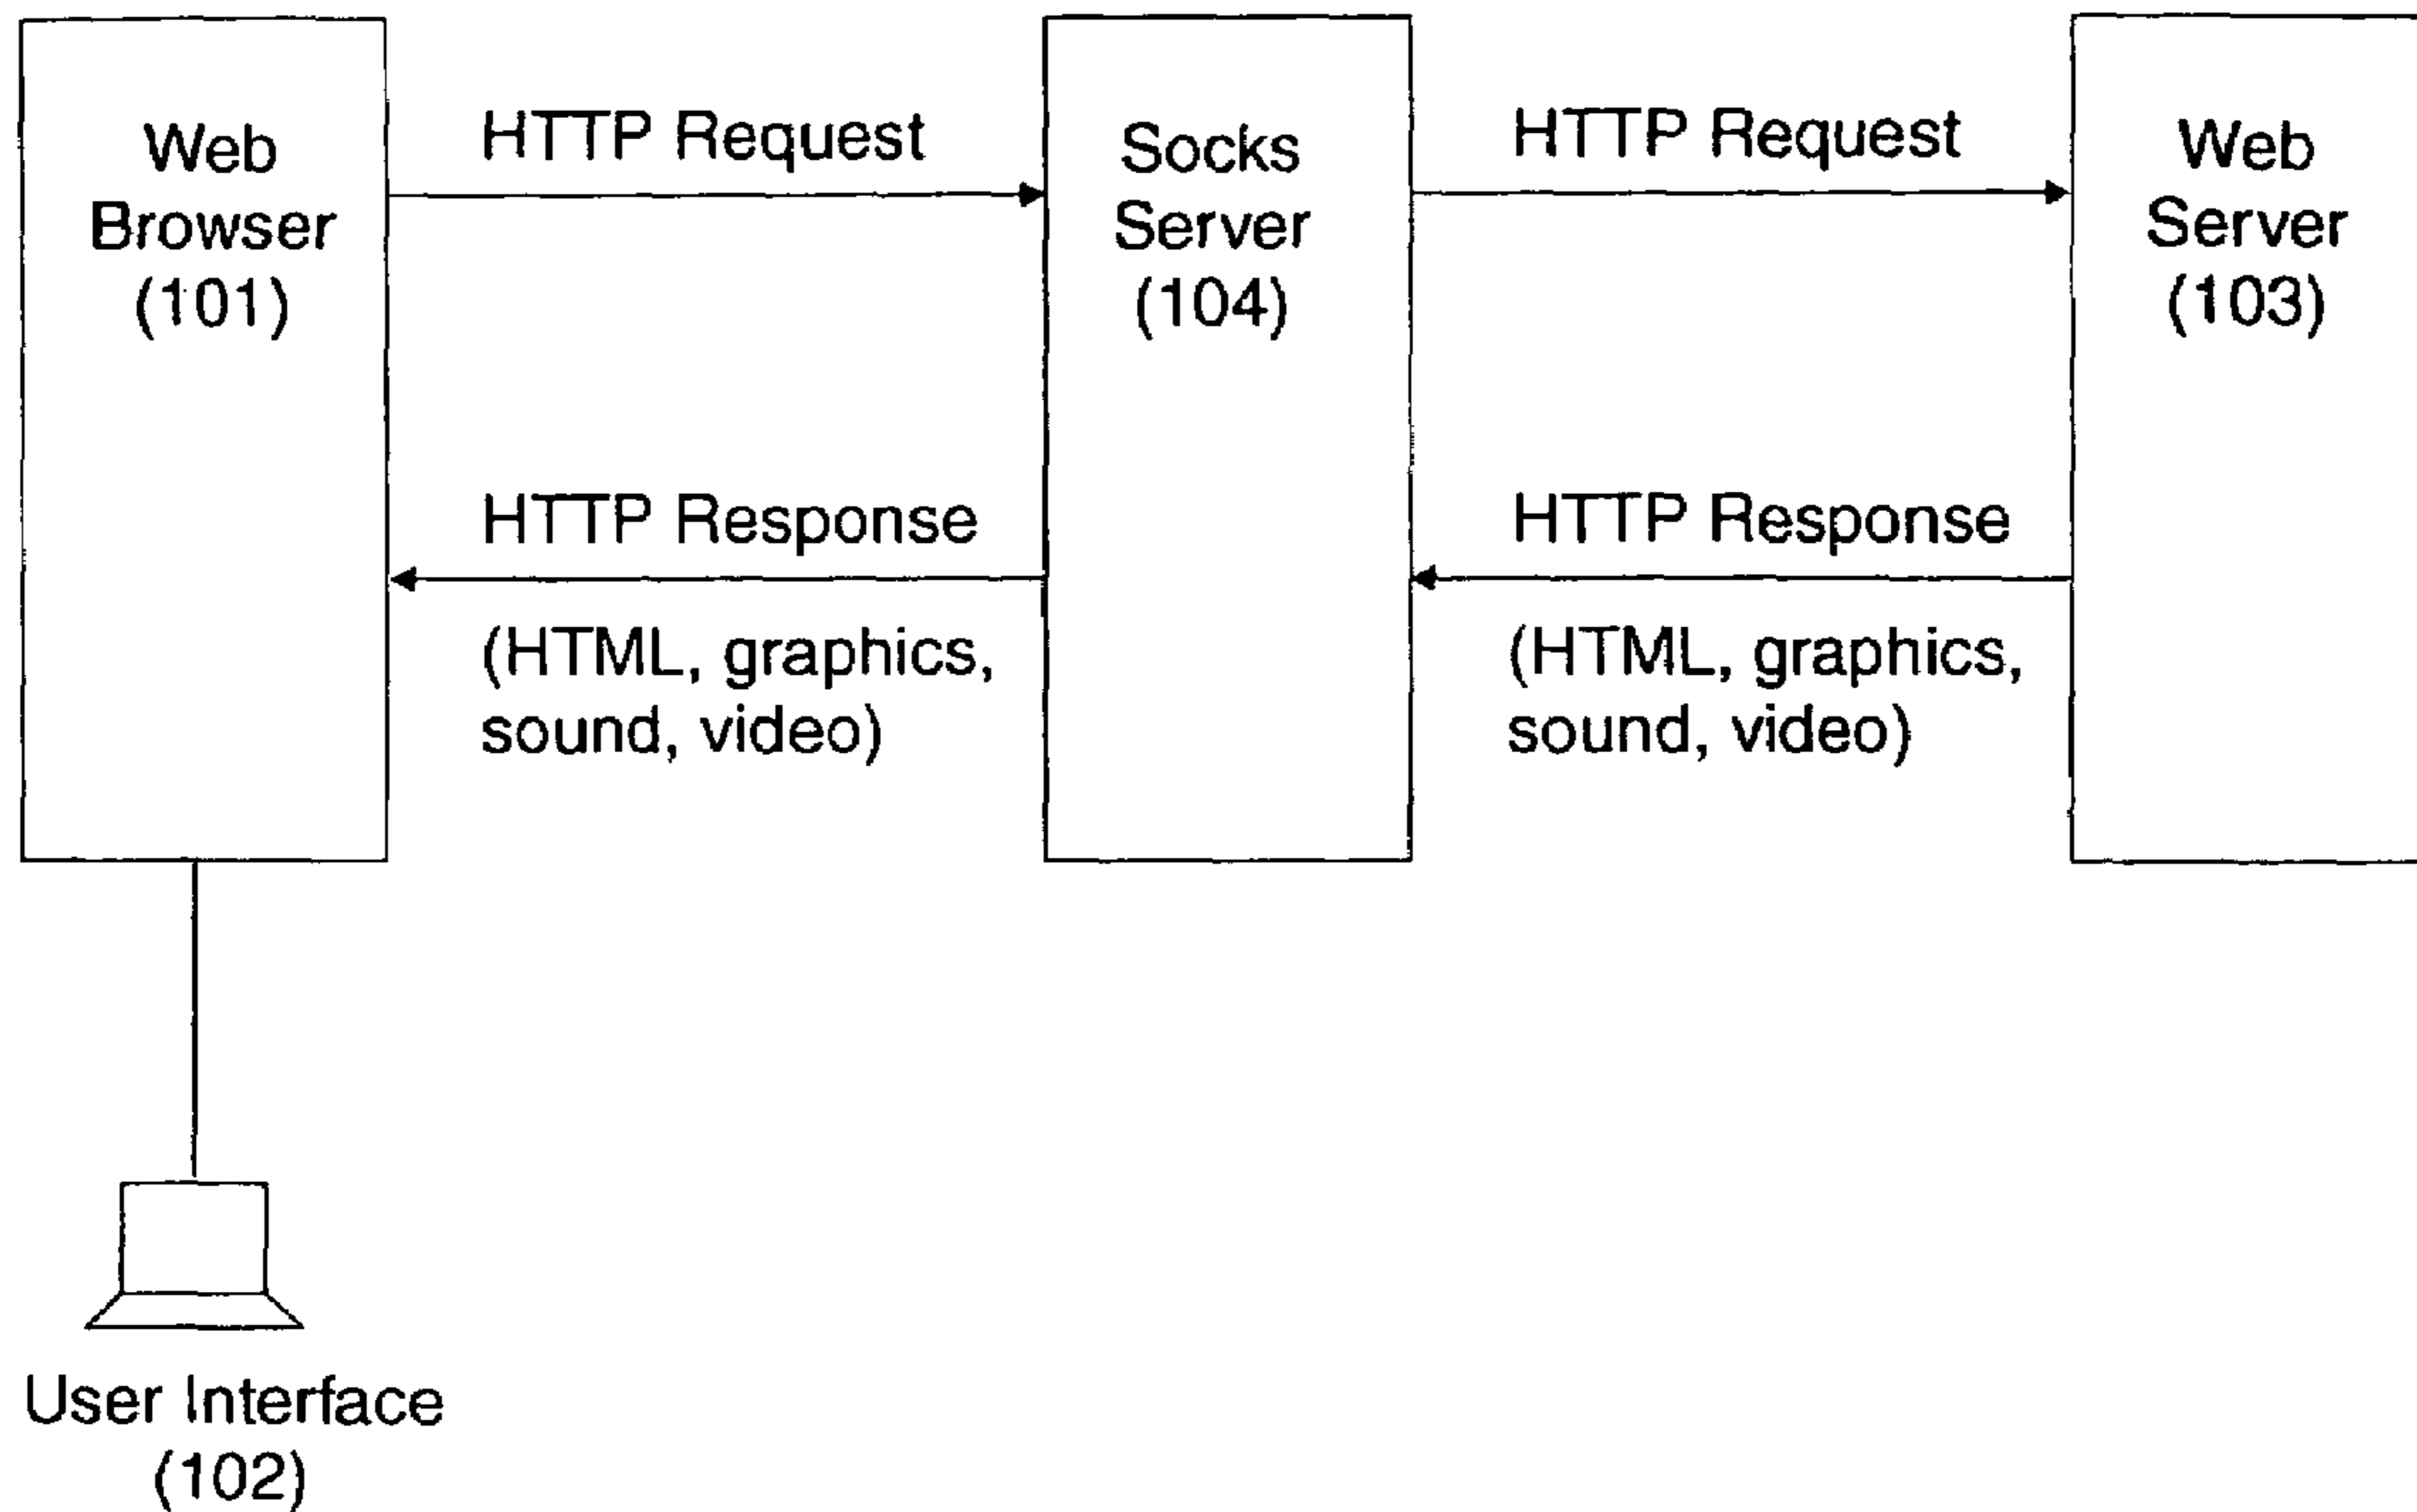 Web
Browser
(101)
HTTP Request
Socks
Server
(104)
HTTP Request
Web
Server
(103)
HTTP Response
(HTML, graphics,
sound, video)
HTTP Response
(HTML, graphics,
sound, video)
User Interface
(102)